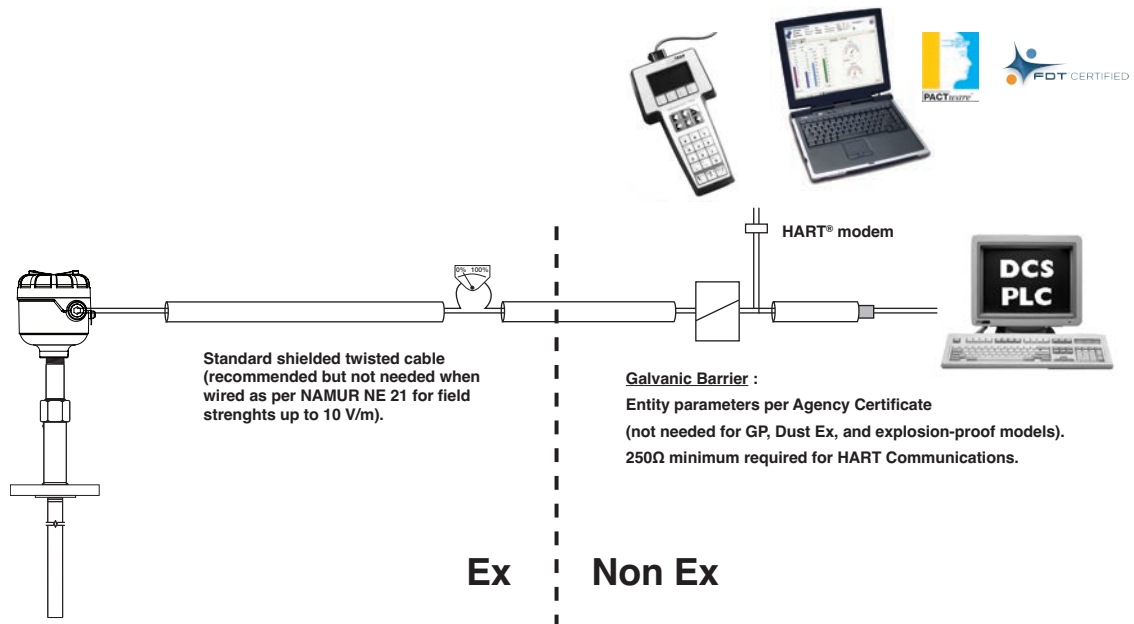 PACTware™
FDT CERTIFIED
HART® modem
0% 100%
DCS
PLC
Standard shielded twisted cable
(recommended but not needed when
wired as per NAMUR NE 21 for field
strenghts up to 10 V/m).
Galvanic Barrier :
Entity parameters per Agency Certificate
(not needed for GP, Dust Ex, and explosion-proof models).
250Ω minimum required for HART Communications.
Ex
Non Ex